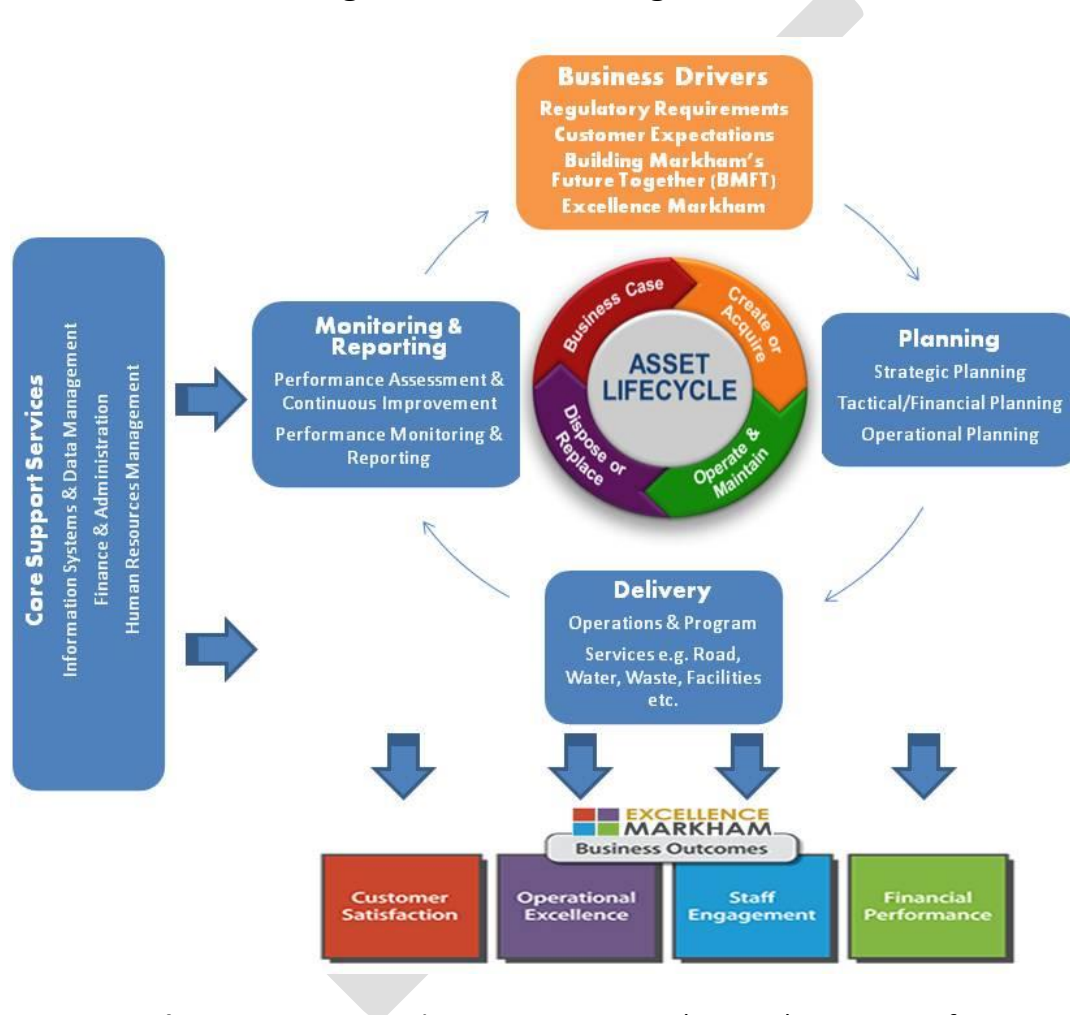 Business Drivers
Regulatory Requirements
Customer Expectations
Building Markham's
Future Together (BMFT)
Excellence Markham
Core Support Services
Information Systems & Data Management
Finance & Administration
Human Resources Management
Monitoring &
Reporting
Performance Assessment &
Continuous Improvement
Performance Monitoring &
Reporting
Business Case
Create or
Acquire
ASSET
LIFECYCLE
Dispose or
Replace
Operate &
Maintain
Planning
Strategic Planning
Tactical/Financial Planning
Operational Planning
Delivery
Operations & Program
Services e.g. Road,
Water, Waste, Facilities
etc.
EXCELLENCE
MARKHAM
Business Outcomes
Customer
Satisfaction
Operational
Excellence
Staff
Engagement
Financial
Performance